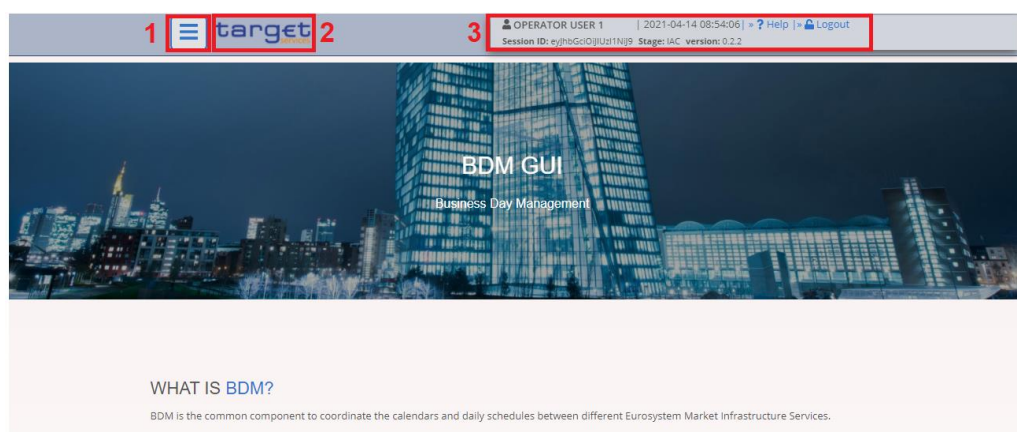 1
target
services
2
3
OPERATOR USER 1 | 2021-04-14 08:54:06| » ? Help |» Logout
Session ID: eyJhbGciOiJIUzI1NiJ9 Stage: IAC version: 0.2.2
BDM GUI
Business Day Management
WHAT IS BDM?
BDM is the common component to coordinate the calendars and daily schedules between different Eurosystem Market Infrastructure Services.